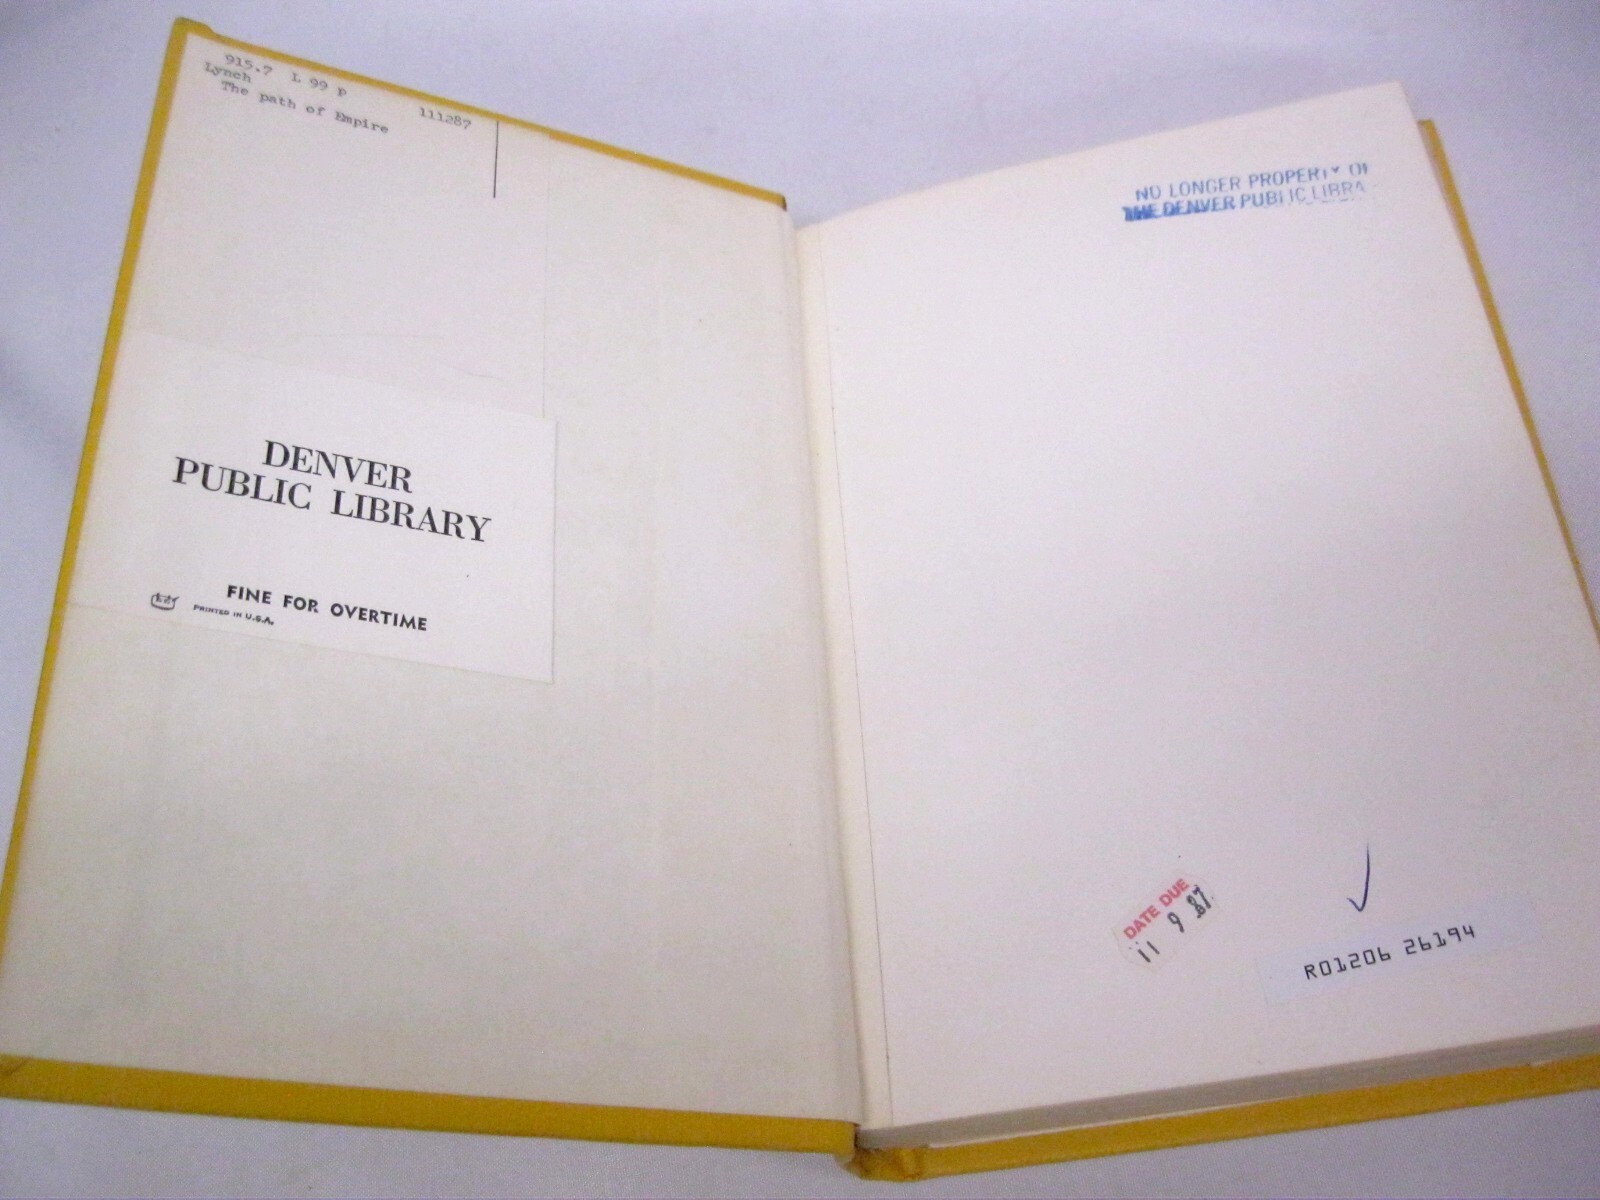 915.7 L 99 p
Lynch 111287
The path of Empire
DENVER
PUBLIC LIBRARY
FINE FOR OVERTIME
PRINTED IN U.S.A.
NO LONGER PROPERTY OF
THE DENVER PUBLIC LIBRA
DATE DUE
11 9 87
R01206 26194